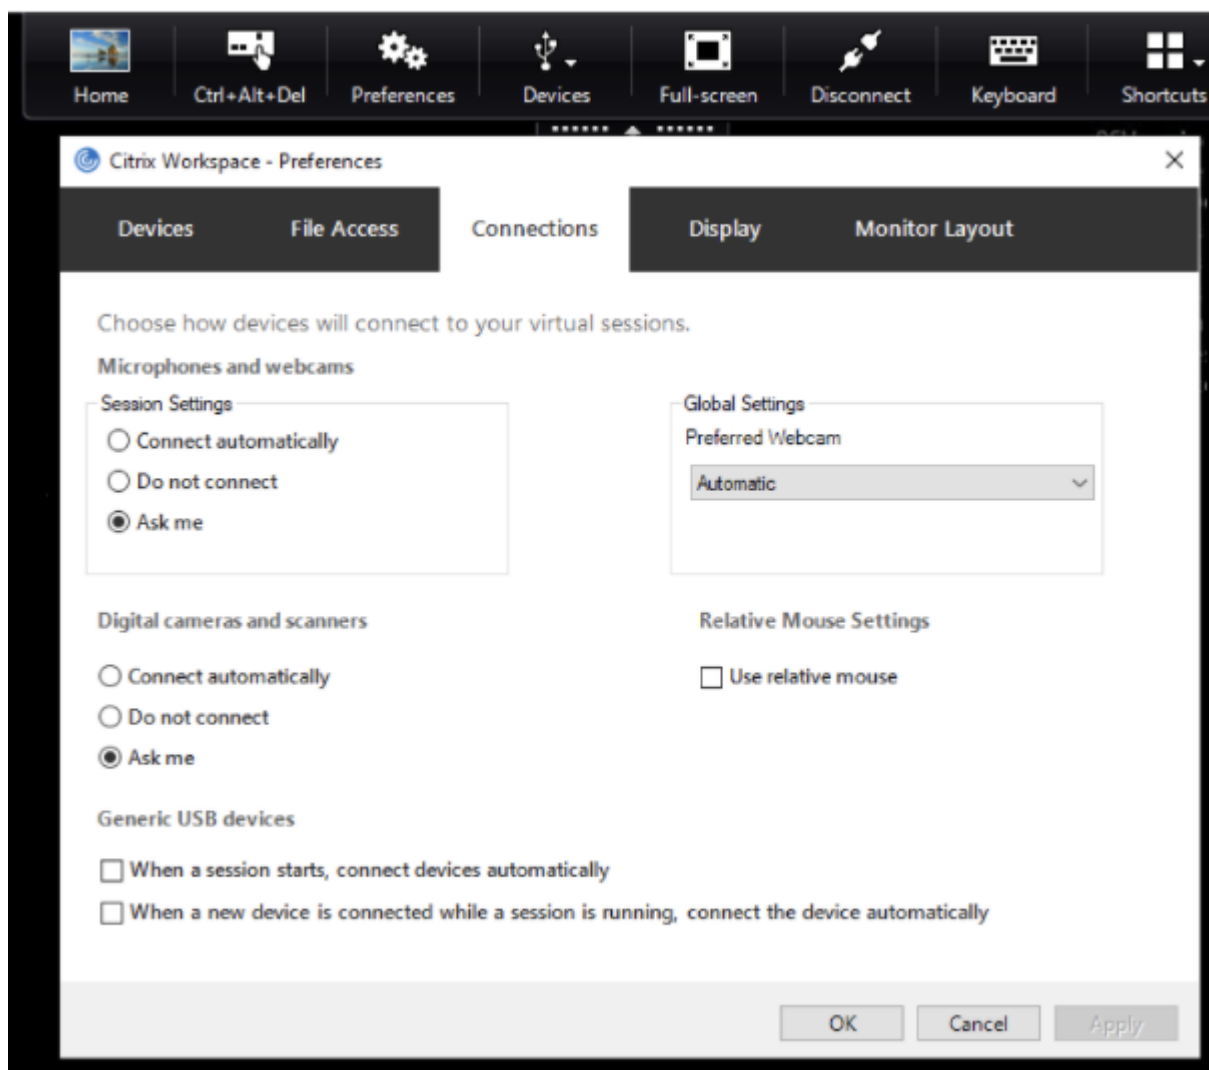 Home Ctrl+Alt+Del Preferences Devices Full-screen Disconnect Keyboard Shortcuts
Citrix Workspace - Preferences
Devices File Access Connections Display Monitor Layout
Choose how devices will connect to your virtual sessions.
Microphones and webcams
Session Settings
Connect automatically
Do not connect
Ask me
Global Settings
Preferred Webcam
Automatic
Digital cameras and scanners
Connect automatically
Do not connect
Ask me
Relative Mouse Settings
Use relative mouse
Generic USB devices
When a session starts, connect devices automatically
When a new device is connected while a session is running, connect the device automatically
OK Cancel Apply